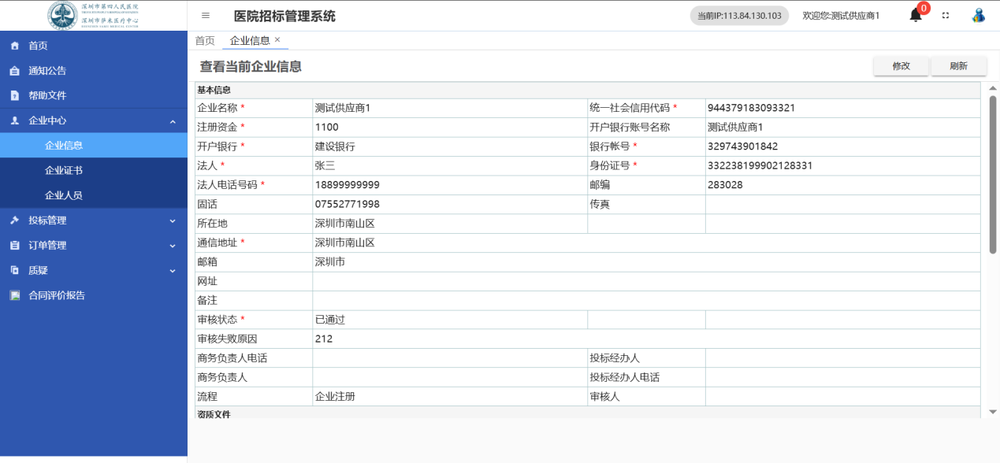 深圳市第四人民医院
深圳市萨米医疗中心
医院招标管理系统
当前IP:113.84.130.103
欢迎您:测试供应商1
0
首页
通知公告
帮助文件
企业中心
企业信息
企业证书
企业人员
投标管理
订单管理
质疑
合同评价报告
首页 企业信息 ×
查看当前企业信息
修改 刷新
基本信息
企业名称 * 测试供应商1 统一社会信用代码 * 944379183093321
注册资金 * 1100 开户银行账号名称 测试供应商1
开户银行 * 建设银行 银行帐号 * 329743901842
法人 * 张三 身份证号 * 332238199902128331
法人电话号码 * 18899999999 邮编 283028
固话 07552771998 传真
所在地 深圳市南山区
通信地址 * 深圳市南山区
邮箱 深圳市
网址
备注
审核状态 * 已通过
审核失败原因 212
商务负责人电话 投标经办人
商务负责人 投标经办人电话
流程 企业注册 审核人
资质文件